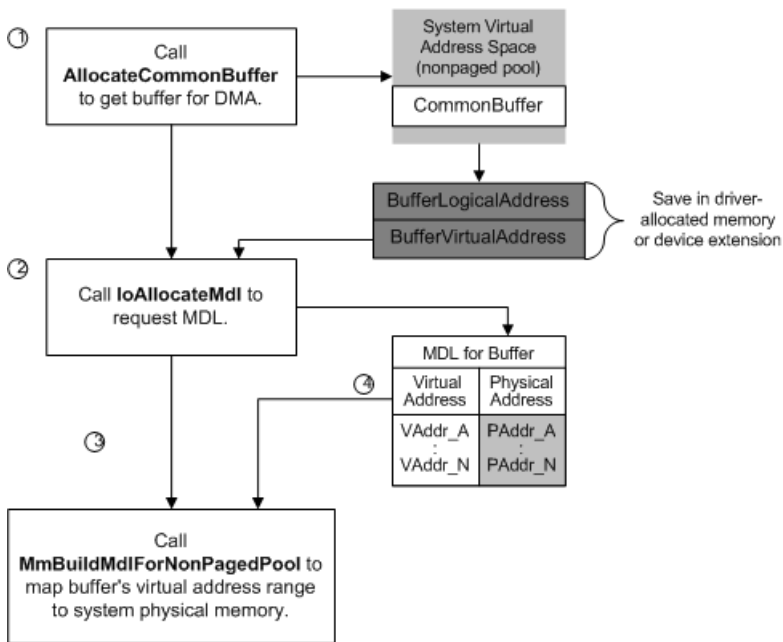 1
Call
AllocateCommonBuffer
to get buffer for DMA.
System Virtual
Address Space
(nonpaged pool)
CommonBuffer
BufferLogicalAddress
BufferVirtualAddress
Save in driver-
allocated memory
or device extension
2
Call IoAllocateMdl to
request MDL.
MDL for Buffer
Virtual
Address
Physical
Address
VAddr_A
:
VAddr_N
PAddr_A
:
PAddr_N
4
3
Call
MmBuildMdlForNonPagedPool to
map buffer's virtual address range
to system physical memory.